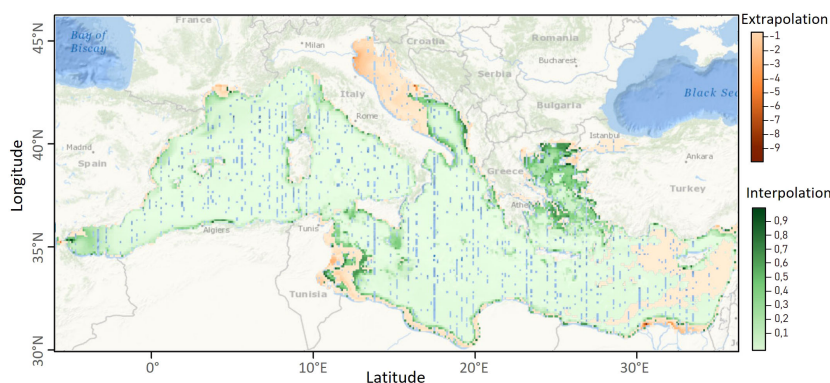 Extrapolation
-1
-2
-3
-4
-5
-6
-7
-8
-9
Interpolation
0,9
0,8
0,7
0,6
0,5
0,4
0,3
0,2
0,1
Longitude
45°N
40°N
35°N
30°N
0°
10°E
20°E
30°E
Latitude
France
Bay of
Biscay
Milan
Croatia
Romania
Bucharest
Serbia
Black Sea
Italy
Bulgaria
Rome
Istanbul
Madrid
Spain
Ankara
Greece
Turkey
Algiers
Tunis
Tunisia